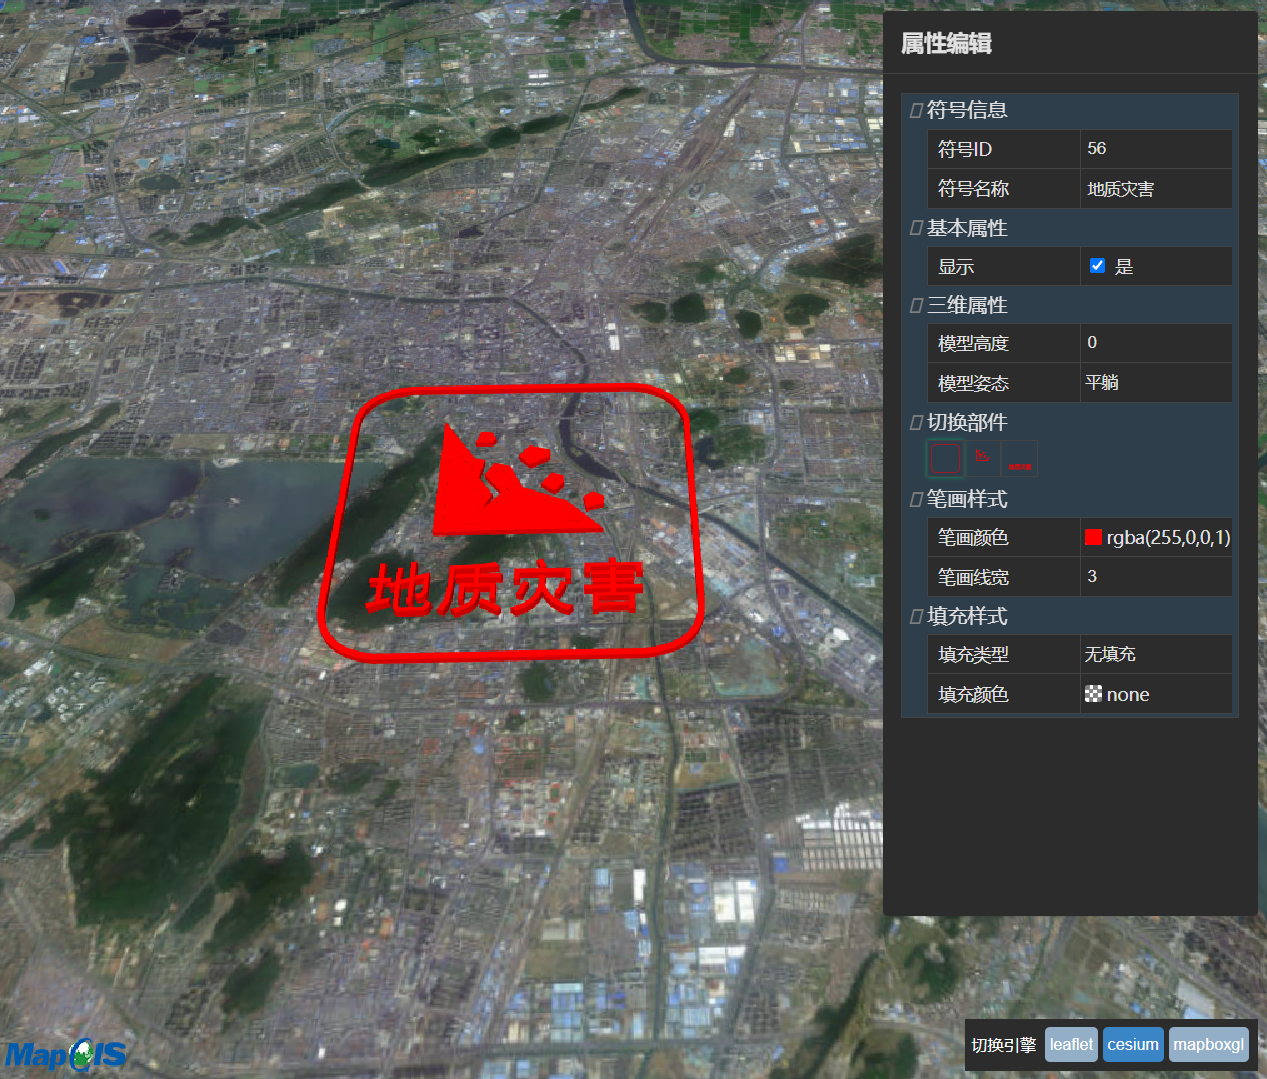 属性编辑
符号信息
符号ID 56
符号名称 地质灾害
基本属性
显示 是
三维属性
模型高度 0
模型姿态 平躺
切换部件
笔画样式
笔画颜色 rgba(255,0,0,1)
笔画线宽 3
填充样式
填充类型 无填充
填充颜色 none
地质灾害
MapGIS
切换引擎 leaflet cesium mapboxgl